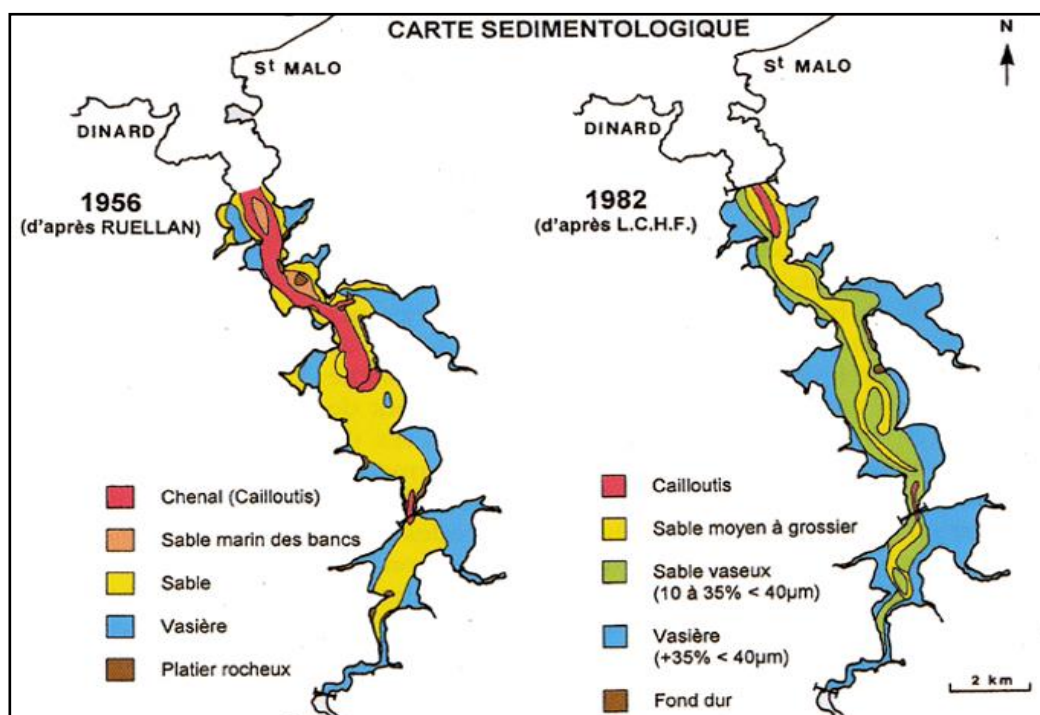 CARTE SEDIMENTOLOGIQUE
N
St MALO
DINARD
1956
(d'après RUELLAN)
Chenal (Cailloutis)
Sable marin des bancs
Sable
Vasière
Platier rocheux
St MALO
DINARD
1982
(d'après L.C.H.F.)
Cailloutis
Sable moyen à grossier
Sable vaseux
(10 à 35% < 40µm)
Vasière
(+35% < 40µm)
Fond dur
2 km